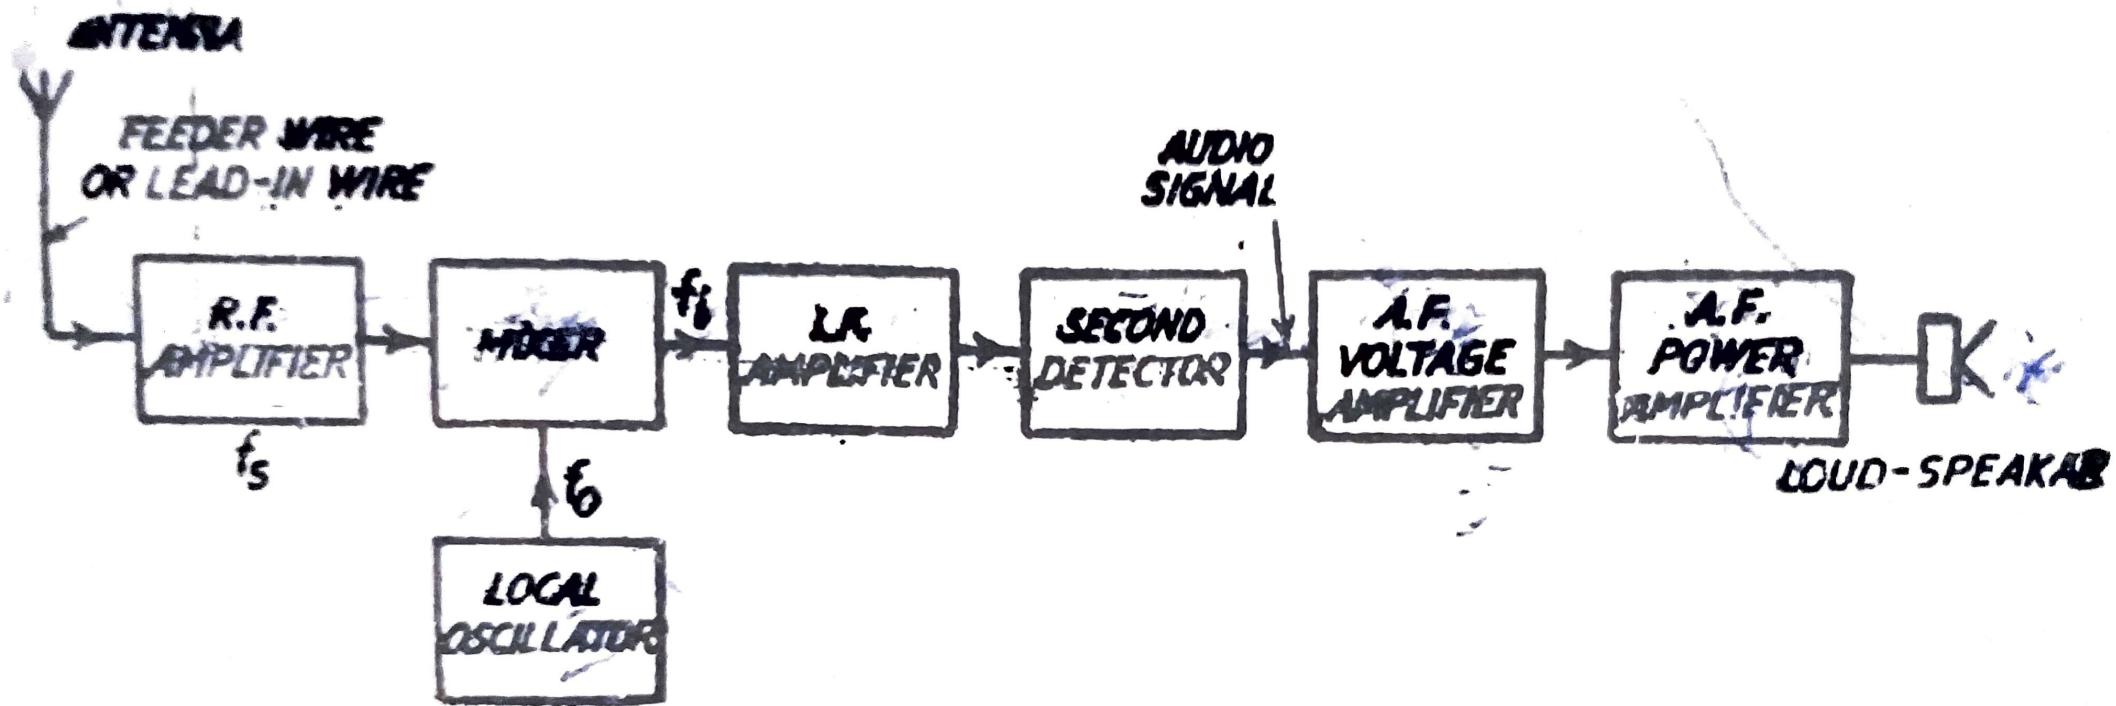 ANTENNA
FEEDER WIRE
OR LEAD-IN WIRE
AUDIO
SIGNAL
R.F.
AMPLIFIER
MIXER
fi
I.F.
AMPLIFIER
SECOND
DETECTOR
A.F.
VOLTAGE
AMPLIFIER
A.F.
POWER
AMPLIFIER
fs
fo
LOUD-SPEAKAR
LOCAL
OSCILLATOR